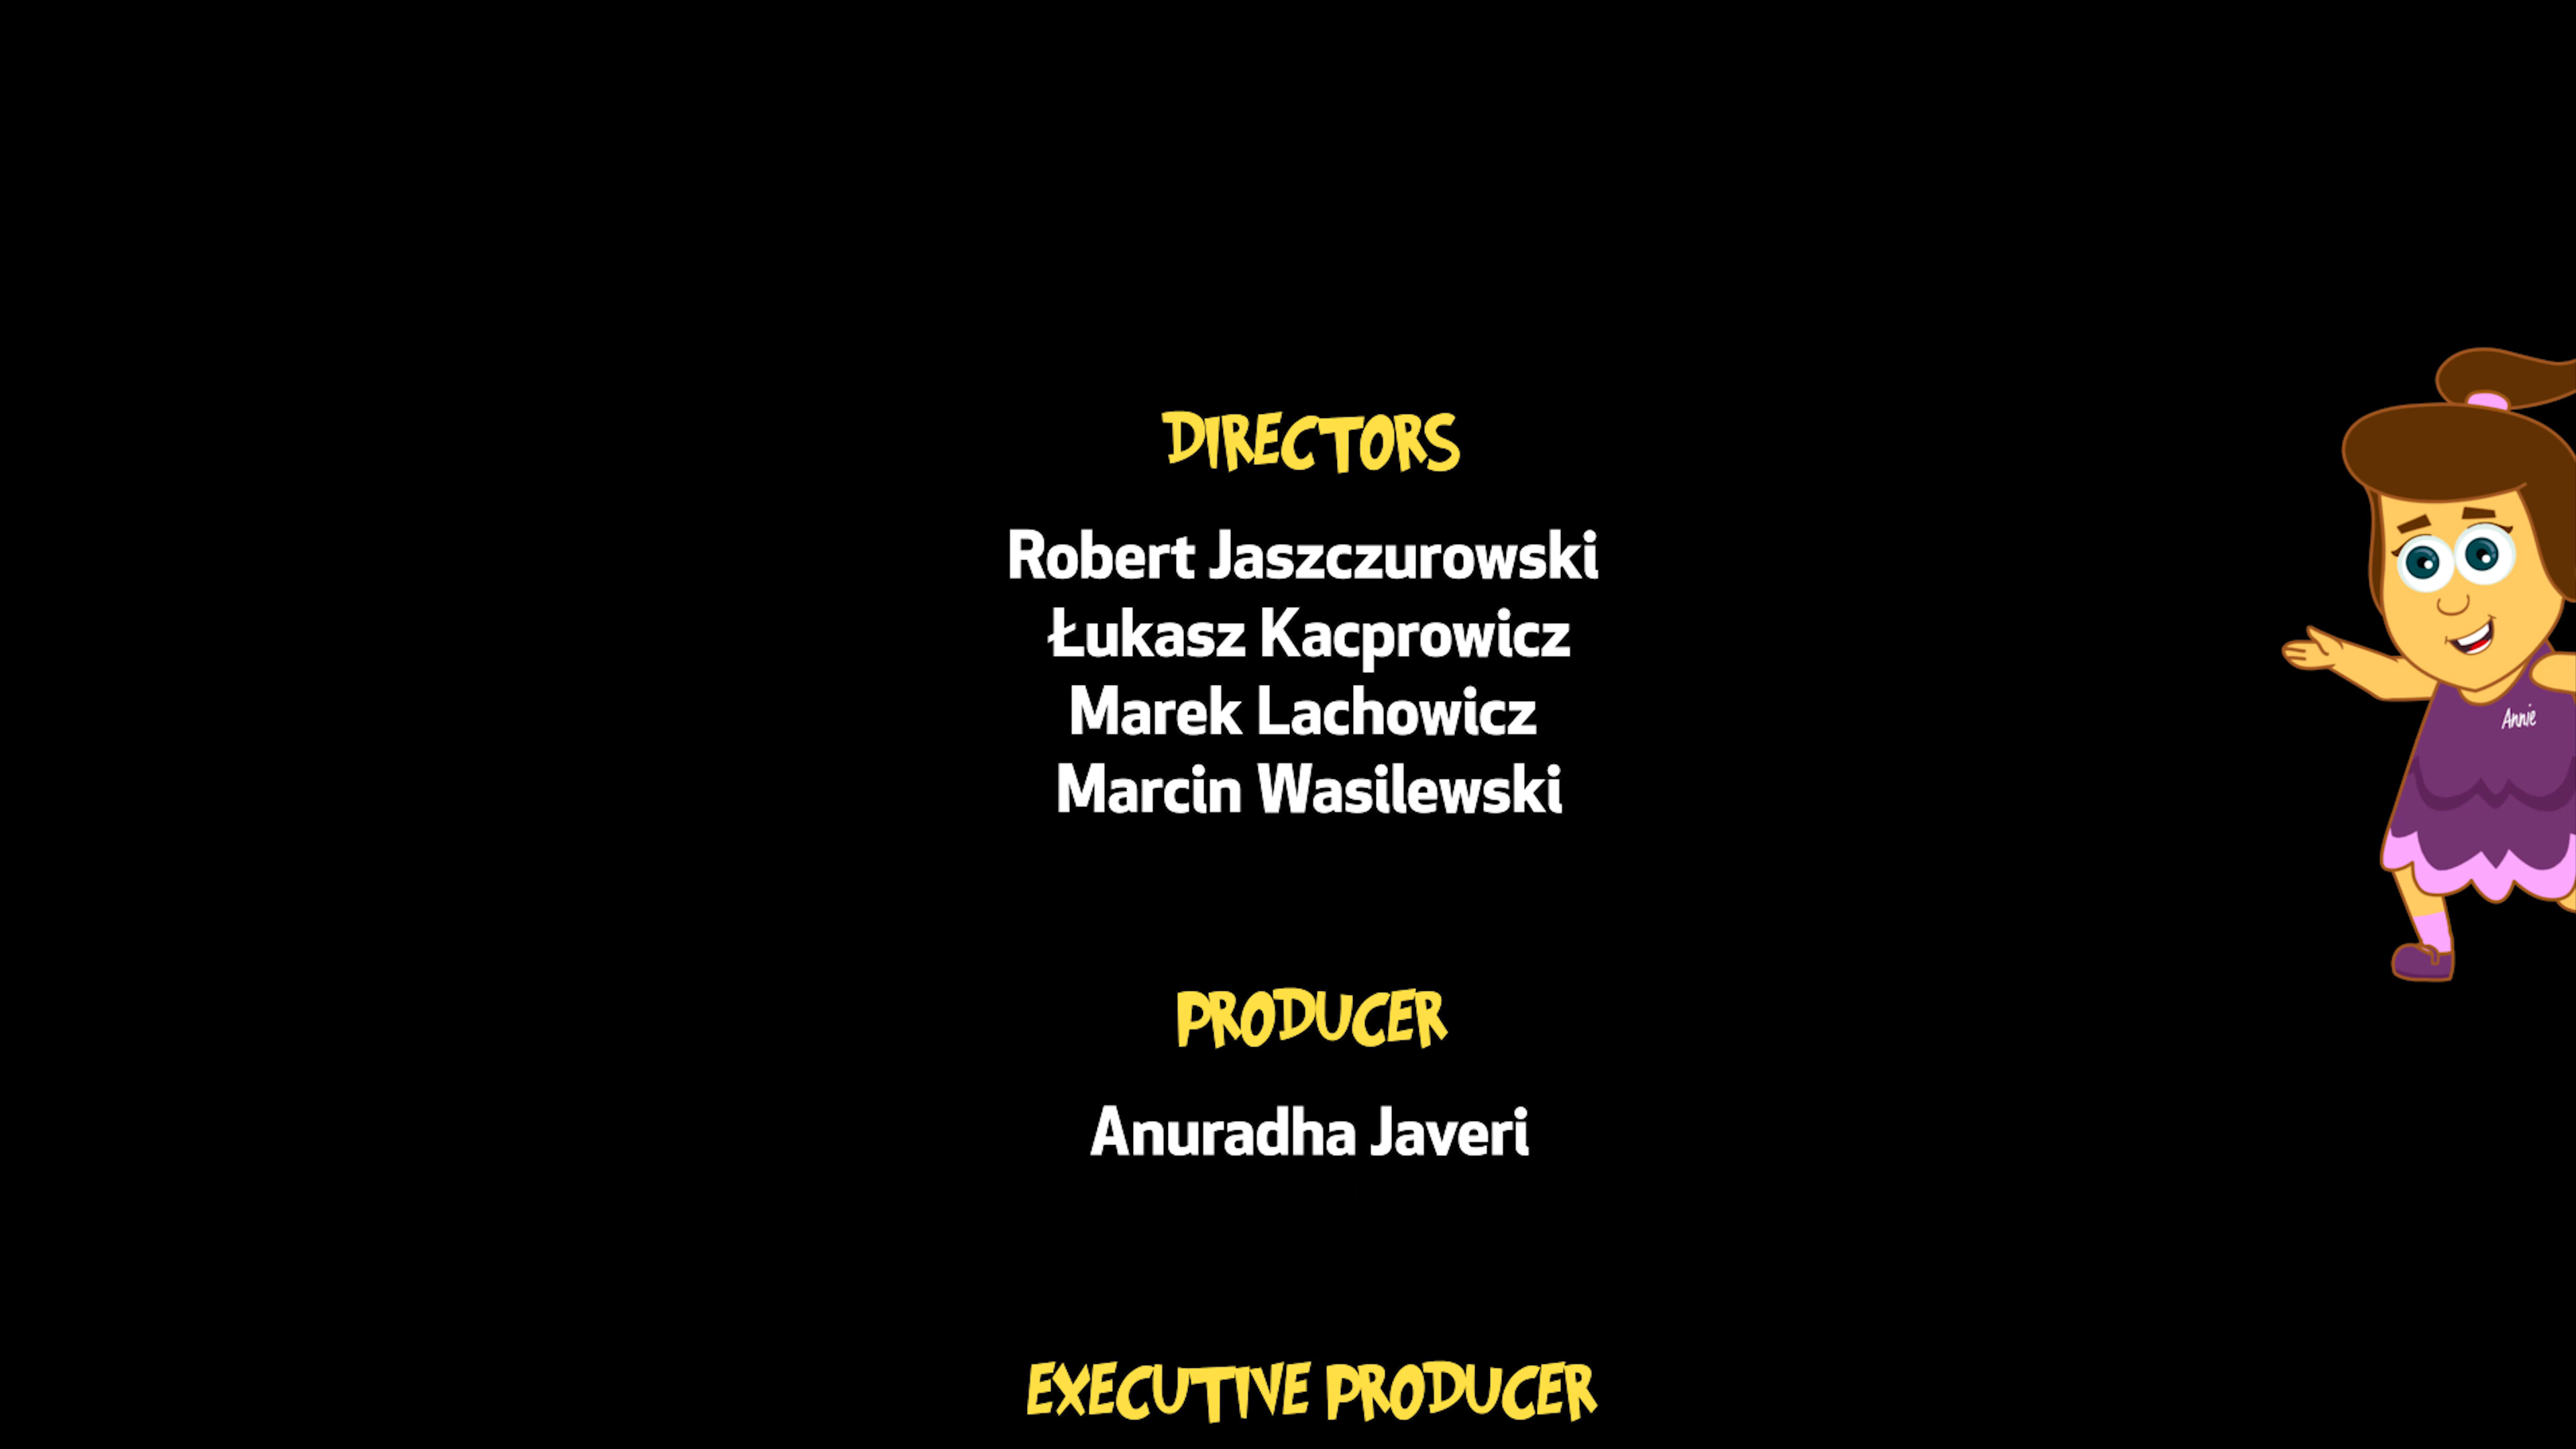 DIRECTORS
Robert Jaszczurowski
Łukasz Kacprowicz
Marek Lachowicz
Marcin Wasilewski
Annie
PRODUCER
Anuradha Javeri
EXECUTIVE PRODUCER